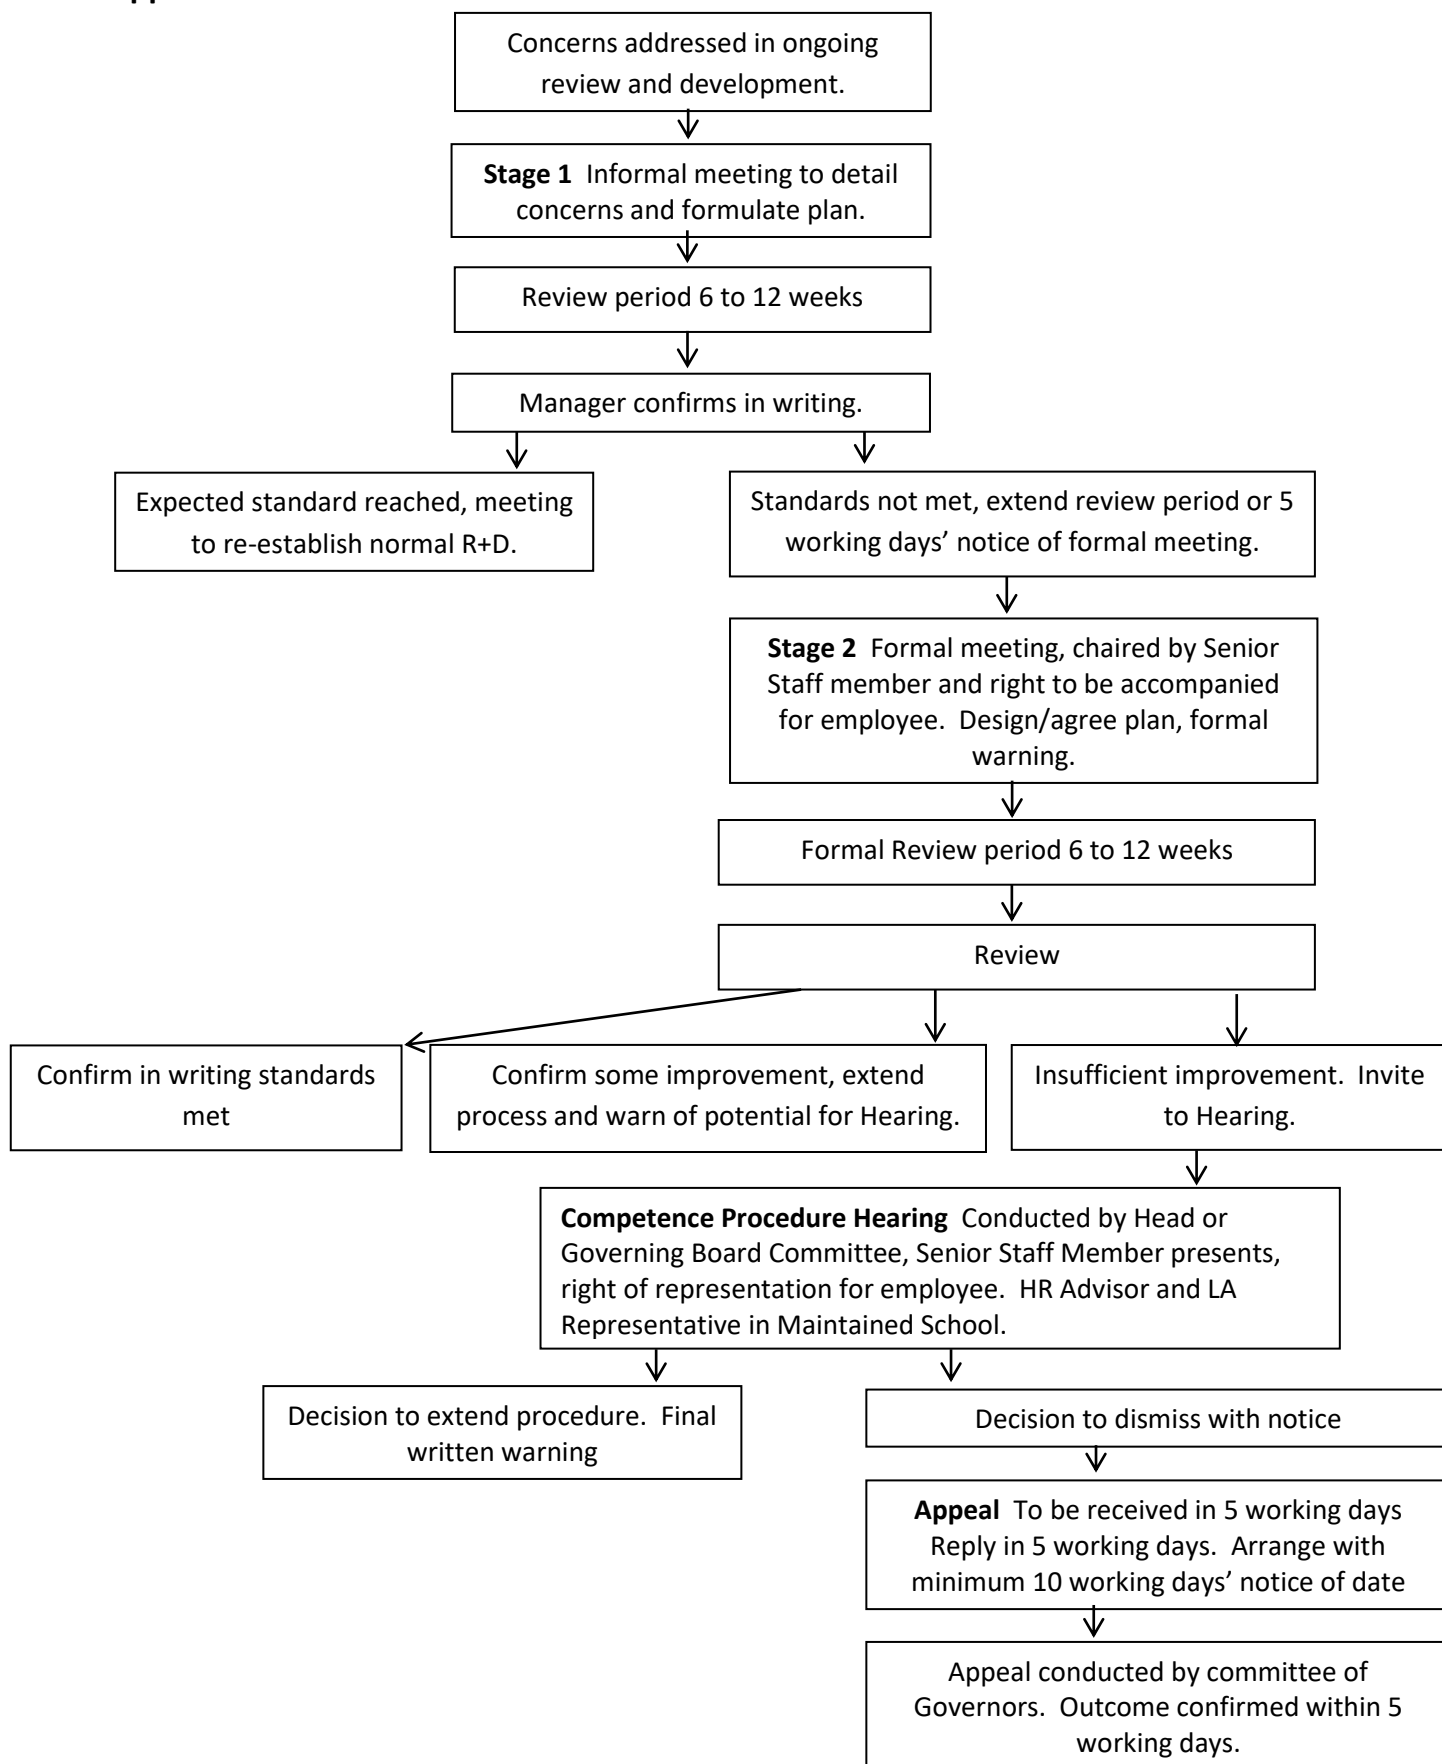 Concerns addressed in ongoing
review and development.
Stage 1 Informal meeting to detail
concerns and formulate plan.
Review period 6 to 12 weeks
Manager confirms in writing.
Expected standard reached, meeting
to re-establish normal R+D.
Standards not met, extend review period or 5
working days’ notice of formal meeting.
Stage 2 Formal meeting, chaired by Senior
Staff member and right to be accompanied
for employee. Design/agree plan, formal
warning.
Formal Review period 6 to 12 weeks
Review
Confirm in writing standards
met
Confirm some improvement, extend
process and warn of potential for Hearing.
Insufficient improvement. Invite
to Hearing.
Competence Procedure Hearing Conducted by Head or
Governing Board Committee, Senior Staff Member presents,
right of representation for employee. HR Advisor and LA
Representative in Maintained School.
Decision to extend procedure. Final
written warning
Decision to dismiss with notice
Appeal To be received in 5 working days
Reply in 5 working days. Arrange with
minimum 10 working days’ notice of date
Appeal conducted by committee of
Governors. Outcome confirmed within 5
working days.